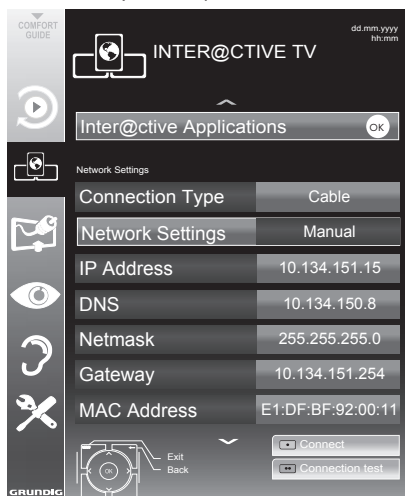 COMFORT
GUIDE
dd.mm.yyyy
hh:mm
INTER@CTIVE TV
Inter@ctive Applications OK
Network Settings
Connection Type Cable
Network Settings Manual
IP Address 10.134.151.15
DNS 10.134.150.8
Netmask 255.255.255.0
Gateway 10.134.151.254
MAC Address E1:DF:BF:92:00:11
OK
Exit
Back
Connect
Connection test
GRUNDIG